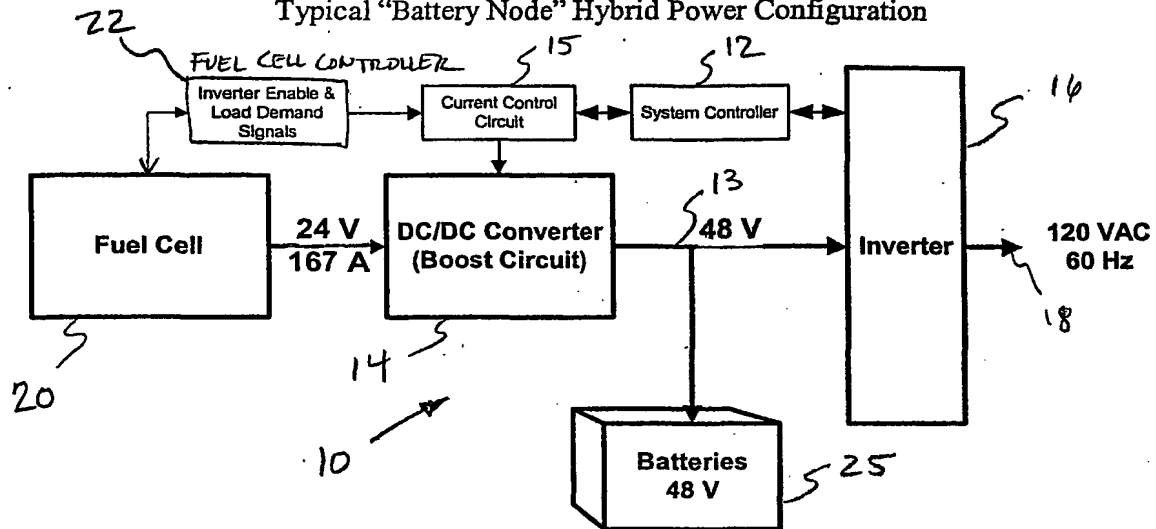 Typical “Battery Node” Hybrid Power Configuration
22
FUEL CELL CONTROLLER
15
12
Inverter Enable &
Load Demand
Signals
Current Control
Circuit
System Controller
16
13
Fuel Cell
24 V
167 A
DC/DC Converter
(Boost Circuit)
48 V
Inverter
120 VAC
60 Hz
18
20
14
10
Batteries
48 V
25